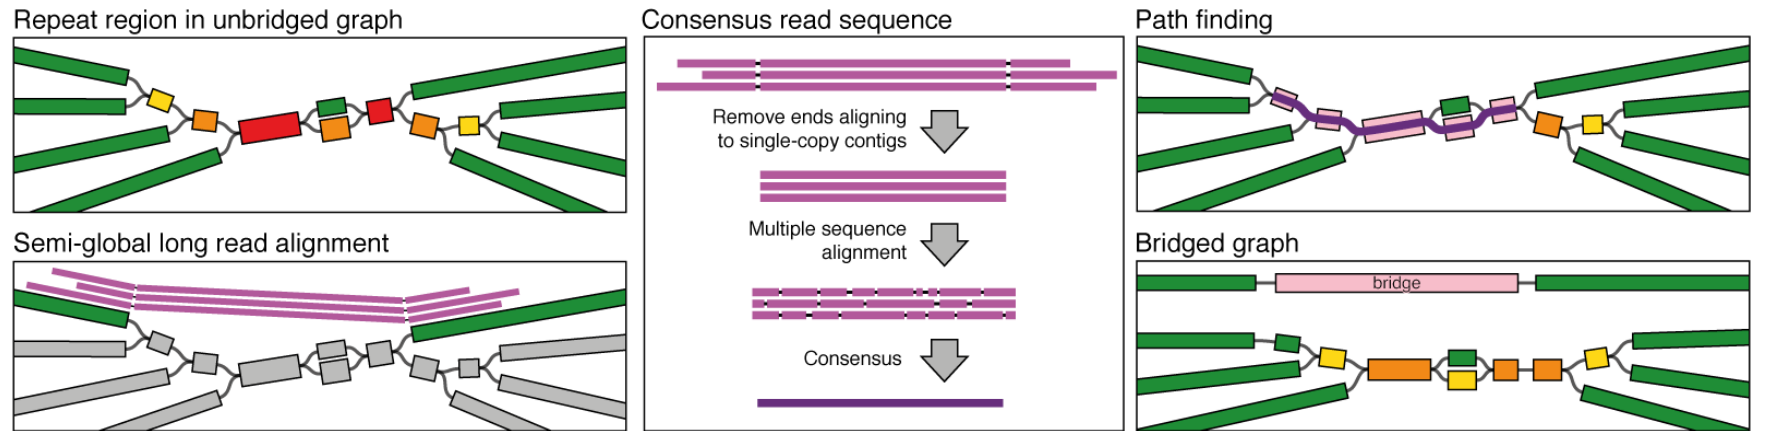 Repeat region in unbridged graph
Semi-global long read alignment
Consensus read sequence
Remove ends aligning
to single-copy contigs
Multiple sequence
alignment
Consensus
Path finding
Bridged graph
bridge